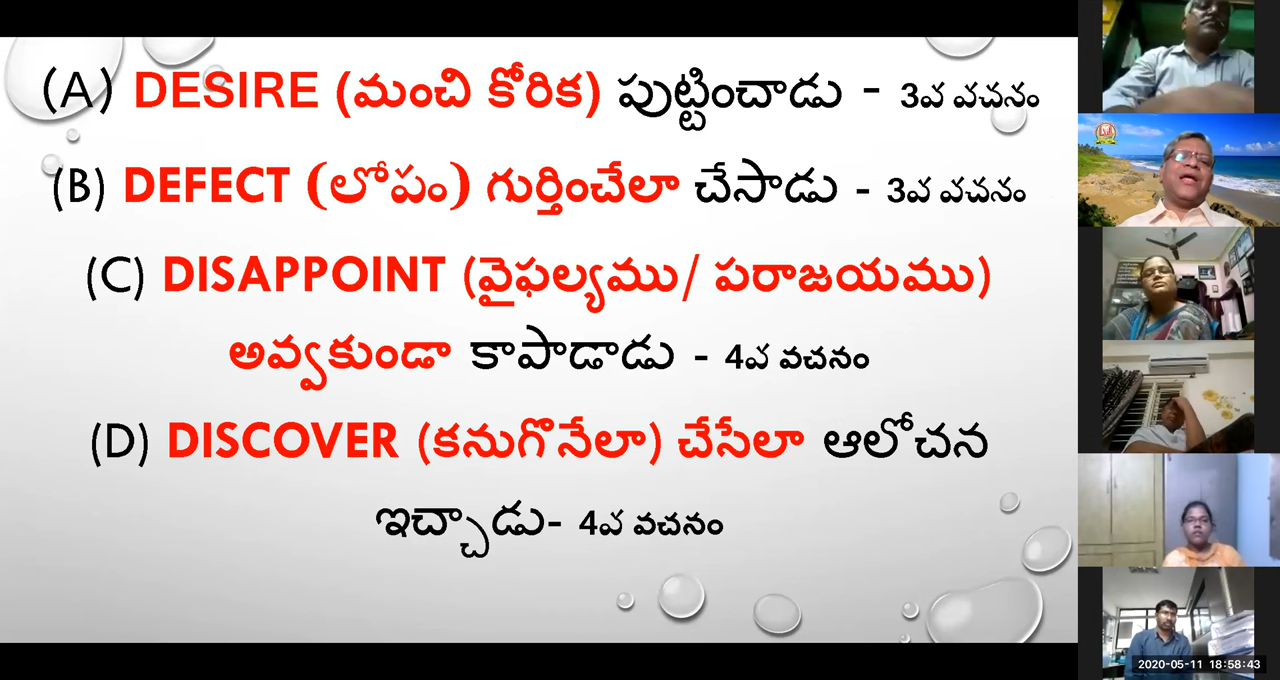 (A) DESIRE (మంచి కోరిక) పుట్టించాడు - 3వ వచనం
(B) DEFECT (లోపం) గుర్తించేలా చేసాడు - 3వ వచనం
(C) DISAPPOINT (వైఫల్యము/ పరాజయము)
అవ్వకుండా కాపాడాడు - 4వ వచనం
(D) DISCOVER (కనుగొనేలా) చేసేలా ఆలోచన
ఇచ్చాడు- 4వ వచనం
2020-05-11 18:58:43